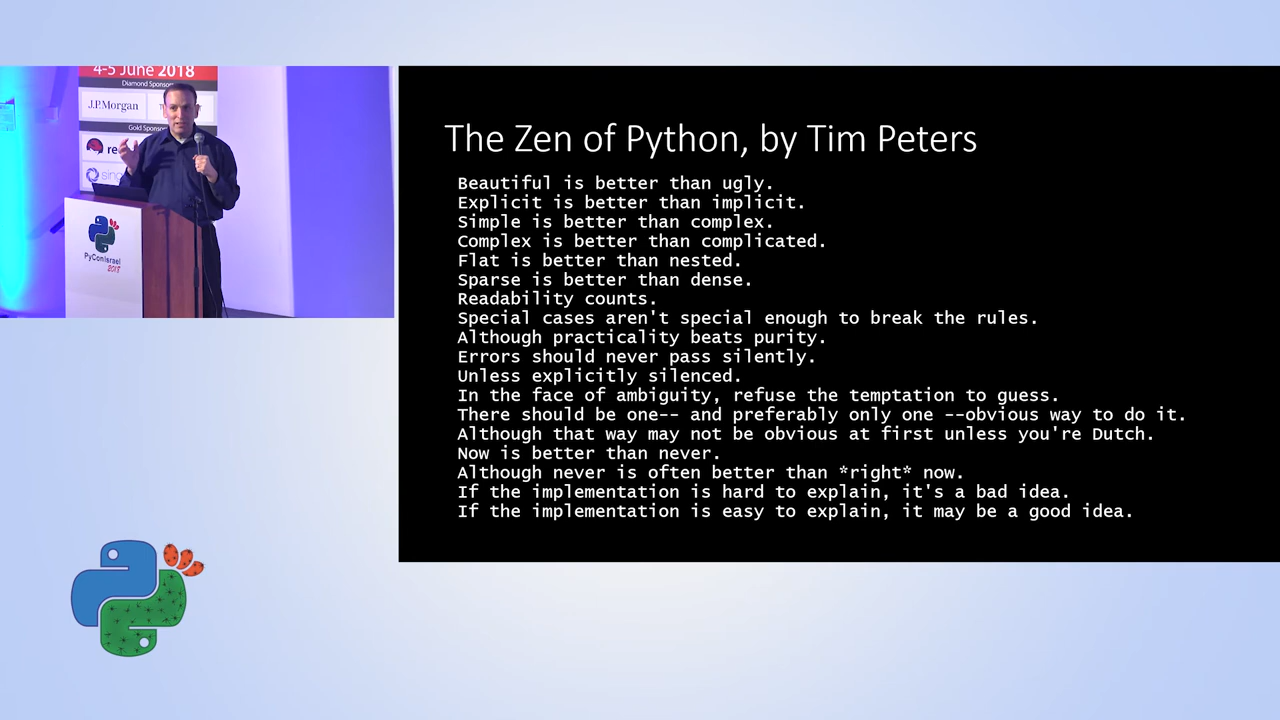 4-5 June 2018
Diamond Sponsor
J.P.Morgan
Gold Sponso
re
sing
PyConIsrael
2018
The Zen of Python, by Tim Peters
Beautiful is better than ugly.
Explicit is better than implicit.
Simple is better than complex.
Complex is better than complicated.
Flat is better than nested.
Sparse is better than dense.
Readability counts.
Special cases aren't special enough to break the rules.
Although practicality beats purity.
Errors should never pass silently.
Unless explicitly silenced.
In the face of ambiguity, refuse the temptation to guess.
There should be one-- and preferably only one --obvious way to do it.
Although that way may not be obvious at first unless you're Dutch.
Now is better than never.
Although never is often better than *right* now.
If the implementation is hard to explain, it's a bad idea.
If the implementation is easy to explain, it may be a good idea.